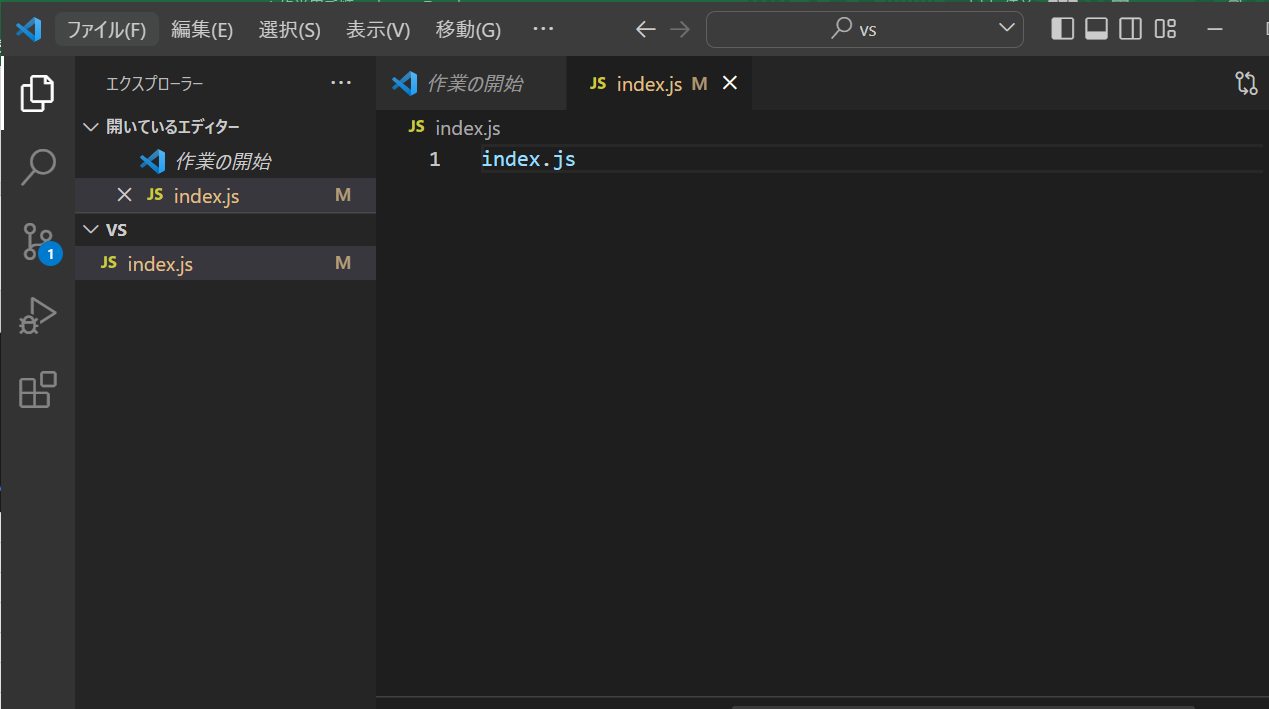 ファイル(F) 編集(E) 選択(S) 表示(V) 移動(G) ··· vs
エクスプローラー ···
作業の開始
JS index.js M
開いているエディター
作業の開始
JS index.js M
VS
JS index.js M
1
JS index.js
1 index.js